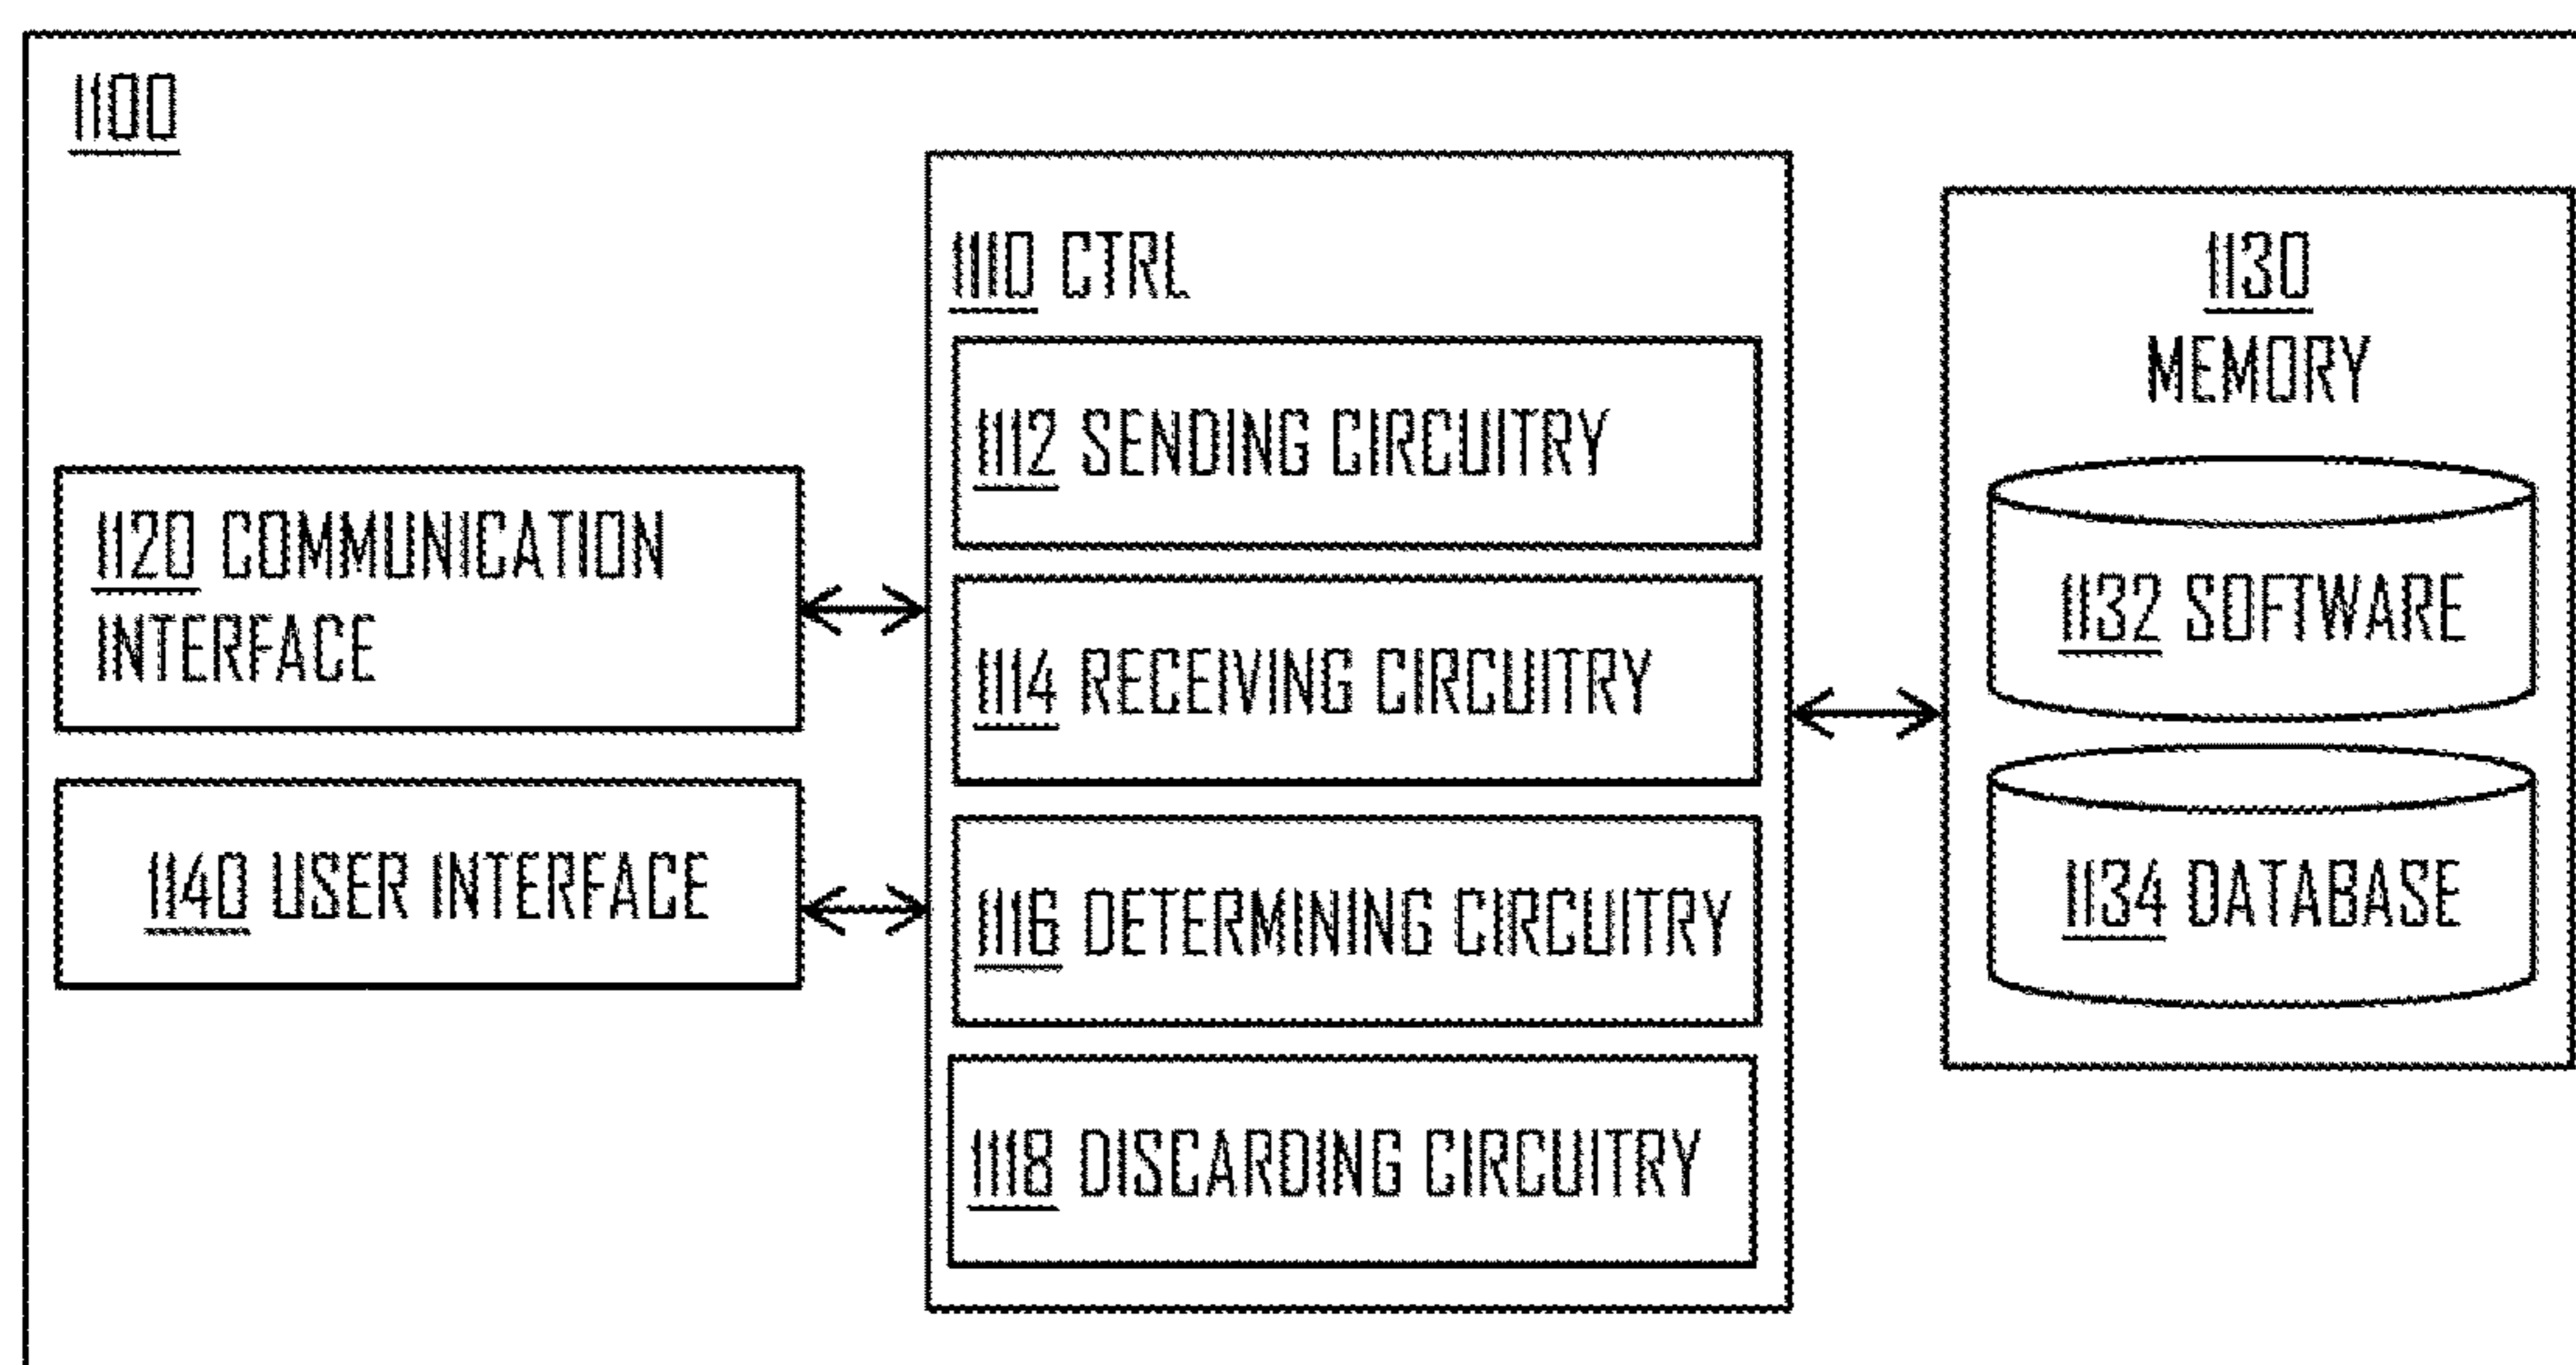 1100
1110 CTRL
1112 SENDING CIRCUITRY
1114 RECEIVING CIRCUITRY
1116 DETERMINING CIRCUITRY
1118 DISCARDING CIRCUITRY
1120 COMMUNICATION
INTERFACE
1140 USER INTERFACE
1130
MEMORY
1132 SOFTWARE
1134 DATABASE